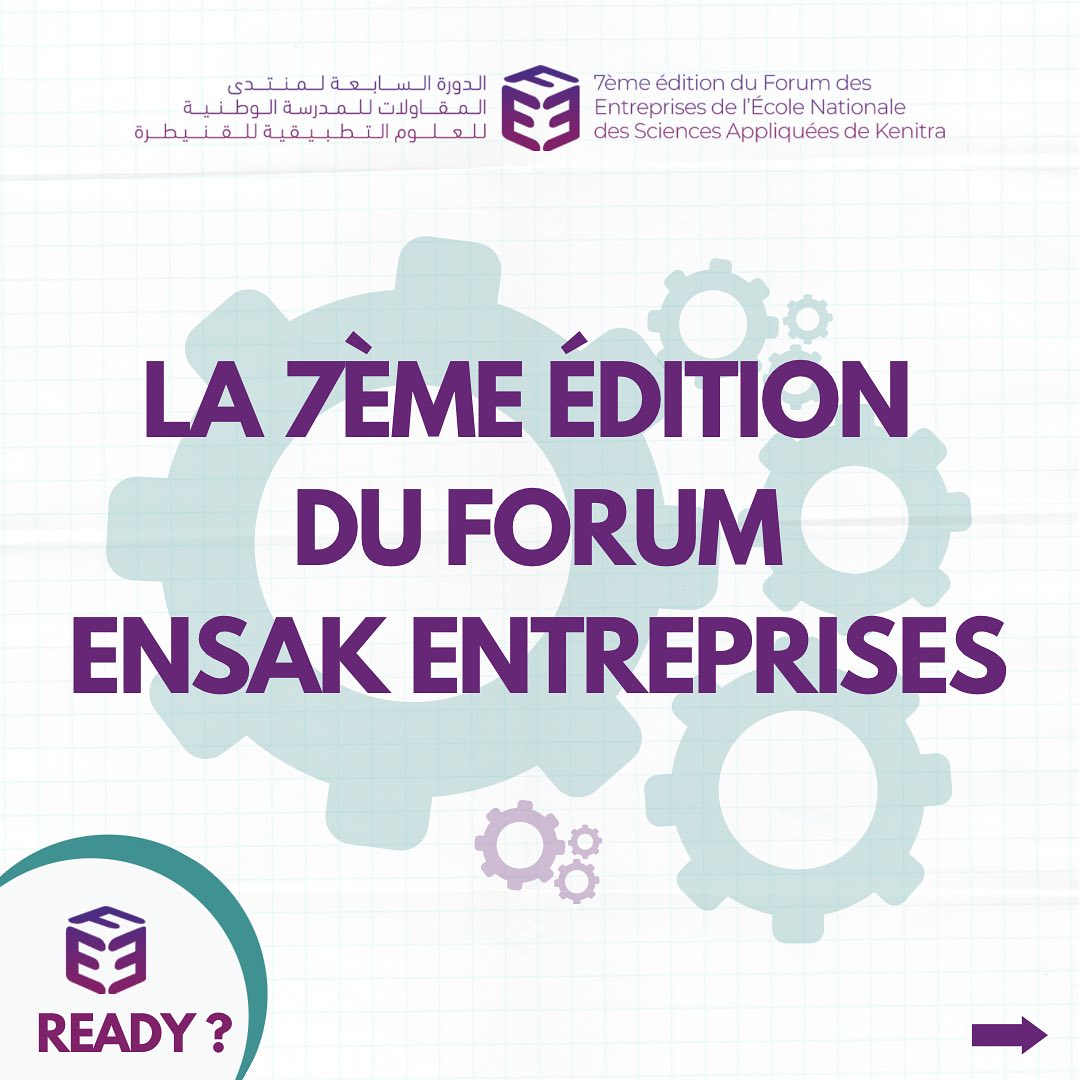 الدورة السابعة لمنتدى
المقاولات للمدرسة الوطنية
للعلوم التطبيقية للقنيطرة
7ème édition du Forum des
Entreprises de l'École Nationale
des Sciences Appliquées de Kenitra
LA 7ÈME ÉDITION
DU FORUM
ENSAK ENTREPRISES
READY ?